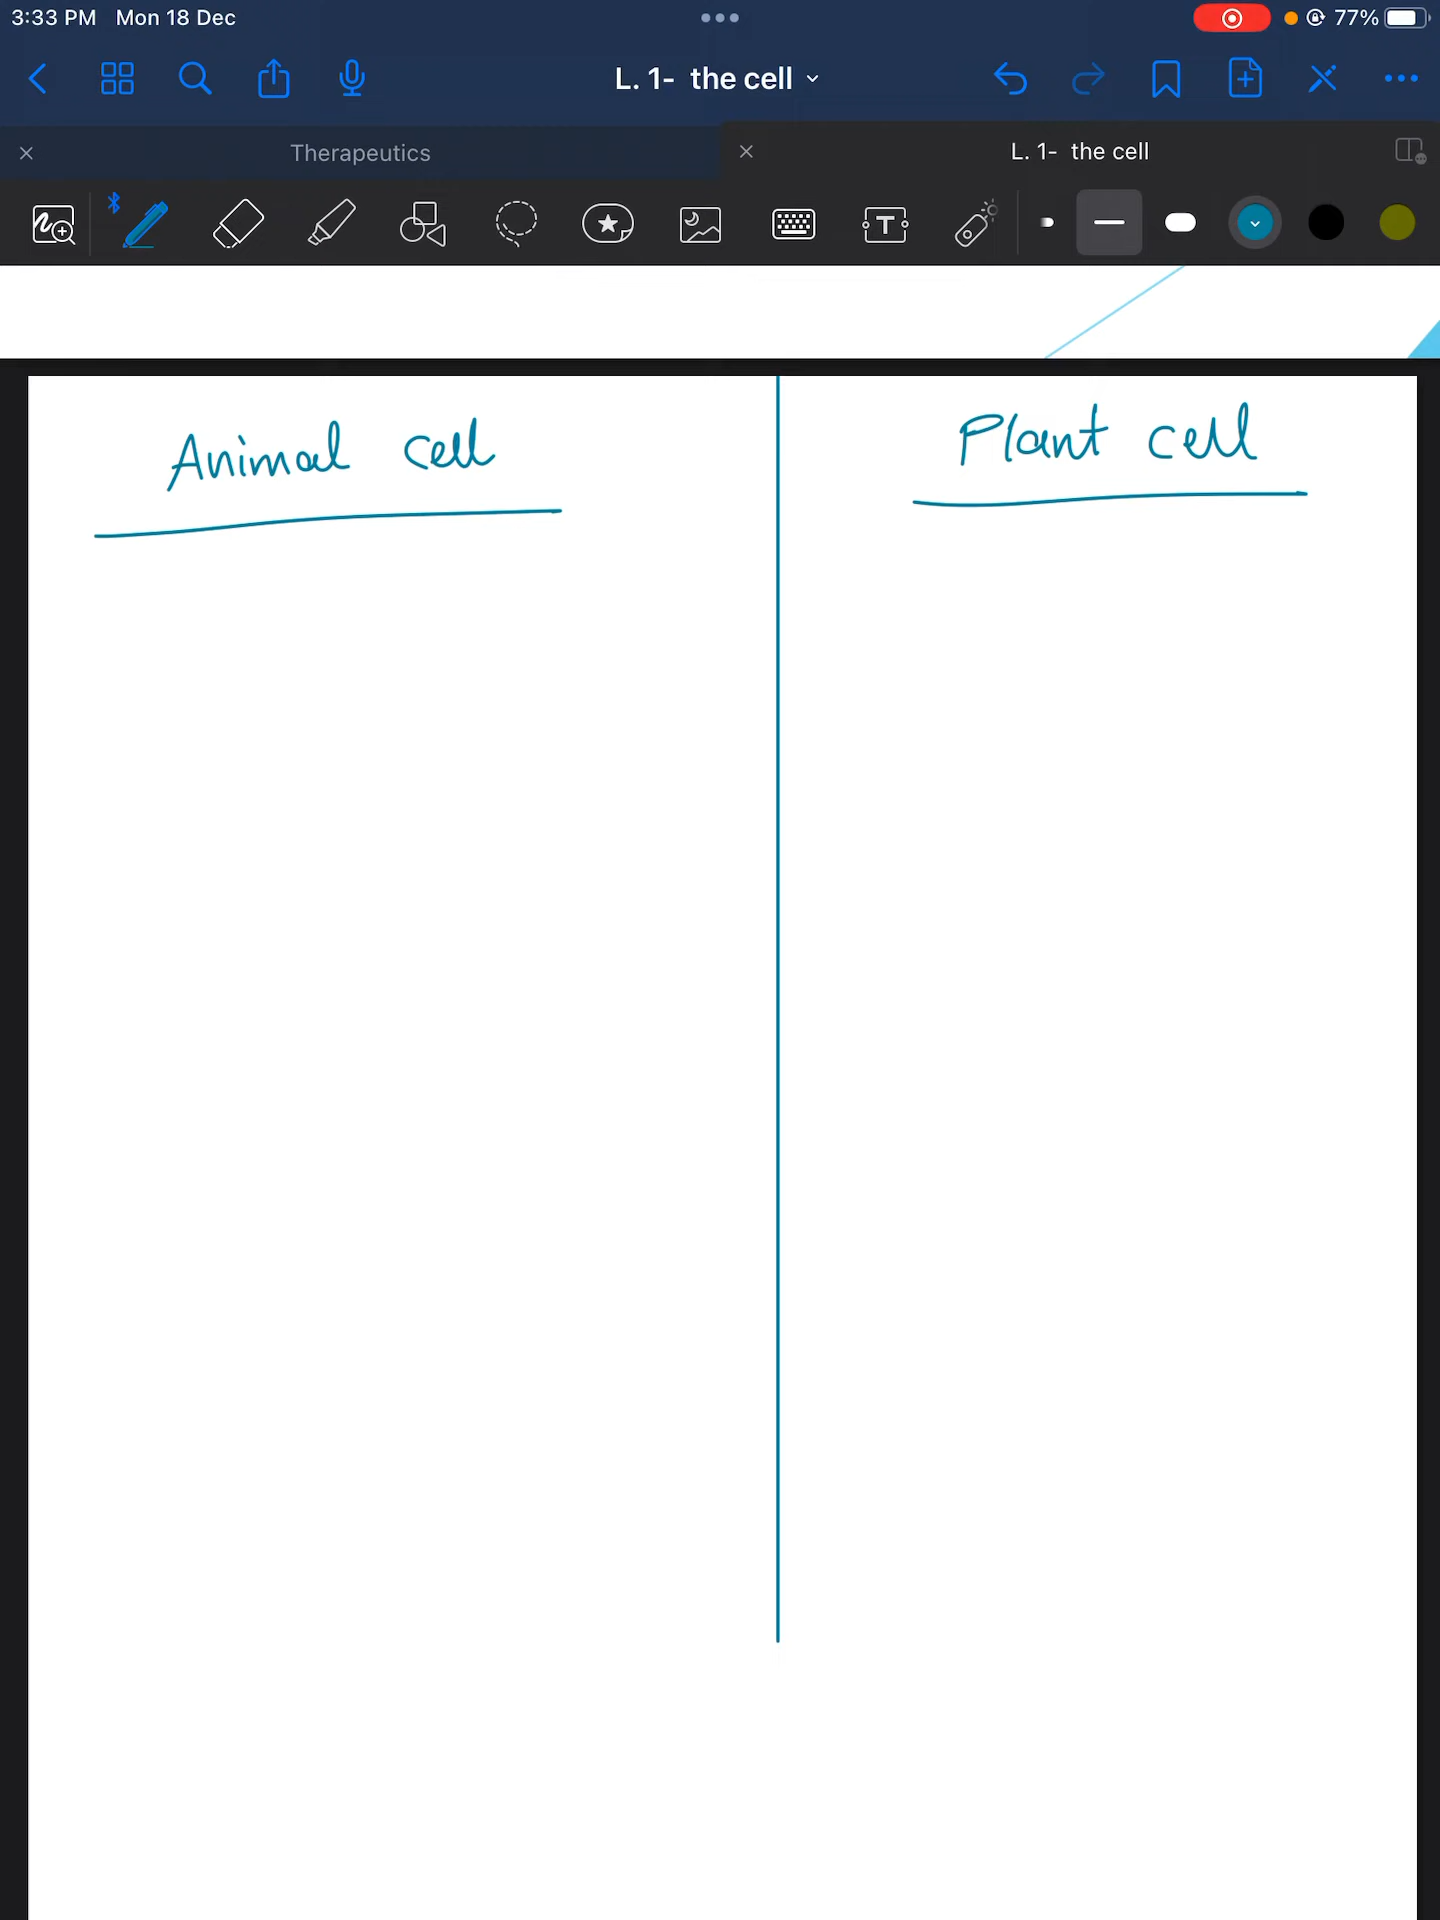 3:33 PM Mon 18 Dec
77%
L. 1- the cell
Therapeutics
L. 1- the cell
T
Animal cell
Plant cell